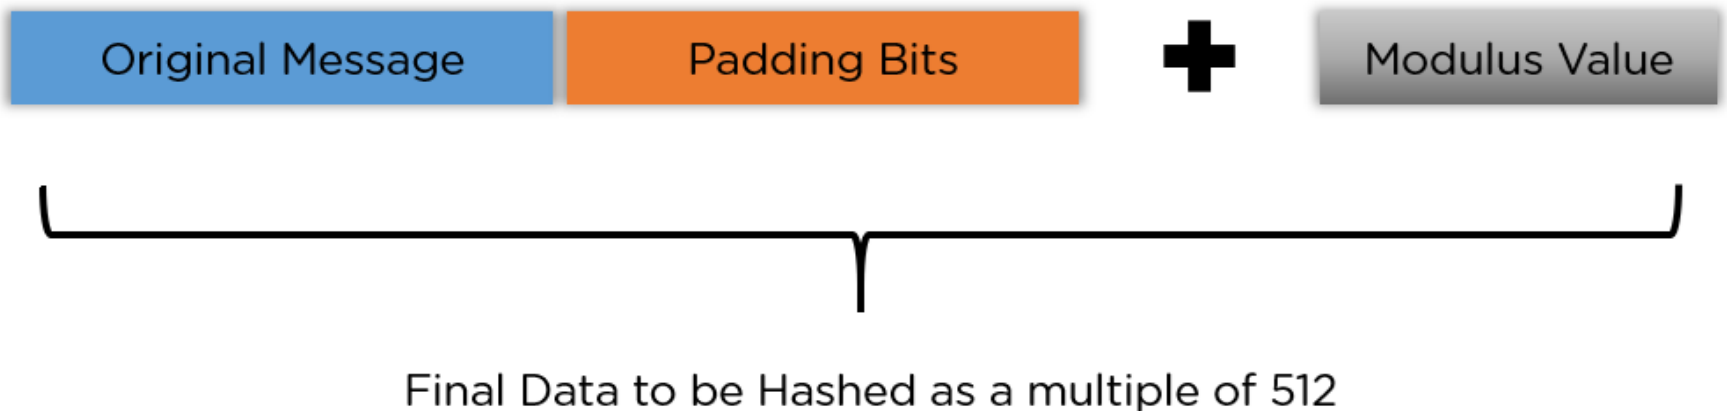 Original Message Padding Bits + Modulus Value
Final Data to be Hashed as a multiple of 512